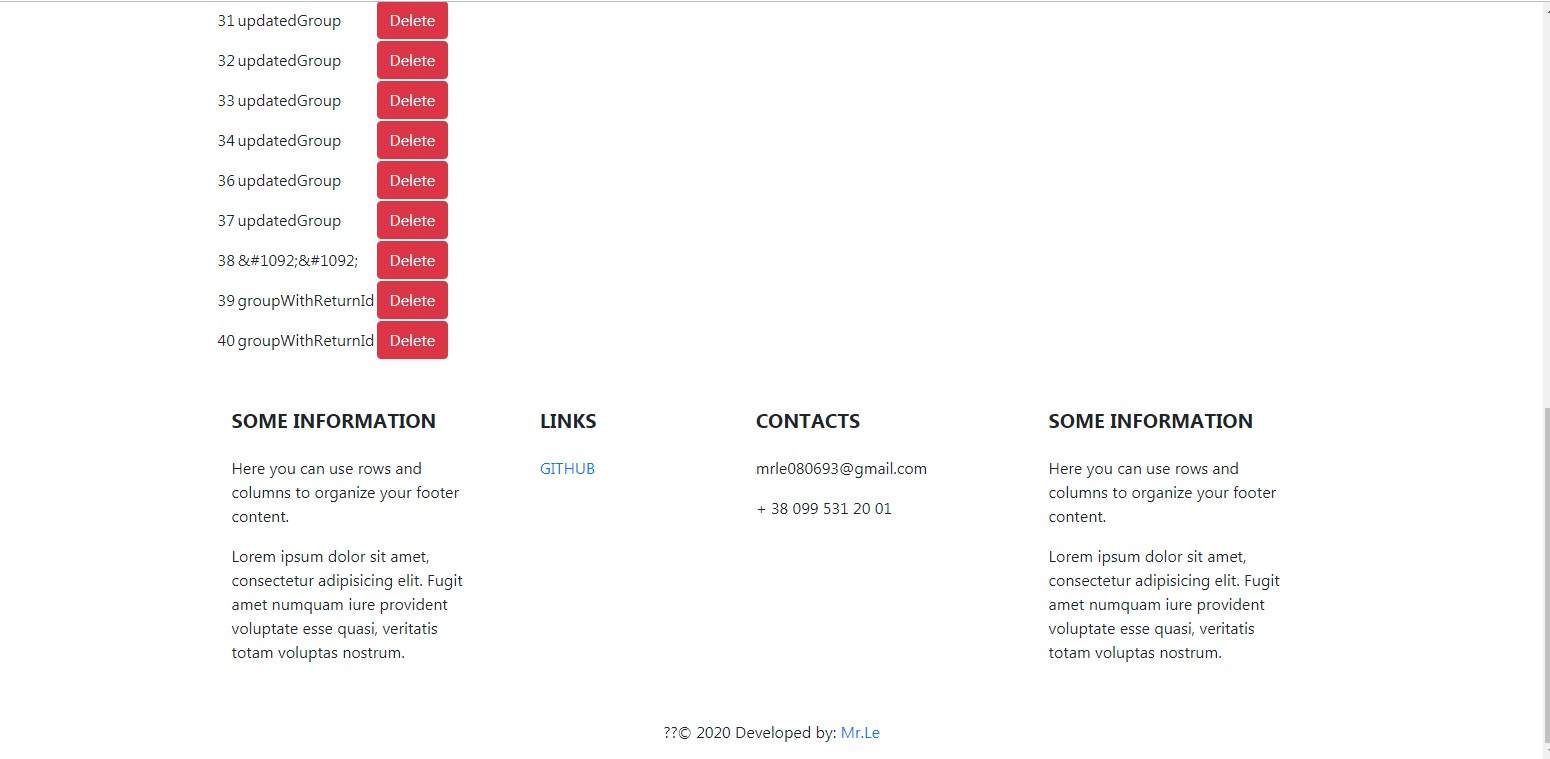 31 updatedGroup Delete
32 updatedGroup Delete
33 updatedGroup Delete
34 updatedGroup Delete
36 updatedGroup Delete
37 updatedGroup Delete
38 &#1092;&#1092; Delete
39 groupWithReturnId Delete
40 groupWithReturnId Delete
SOME INFORMATION
Here you can use rows and
columns to organize your footer
content.
Lorem ipsum dolor sit amet,
consectetur adipisicing elit. Fugit
amet numquam iure provident
voluptate esse quasi, veritatis
totam voluptas nostrum.
LINKS
GITHUB
CONTACTS
mrle080693@gmail.com
+ 38 099 531 20 01
SOME INFORMATION
Here you can use rows and
columns to organize your footer
content.
Lorem ipsum dolor sit amet,
consectetur adipisicing elit. Fugit
amet numquam iure provident
voluptate esse quasi, veritatis
totam voluptas nostrum.
??© 2020 Developed by: Mr.Le